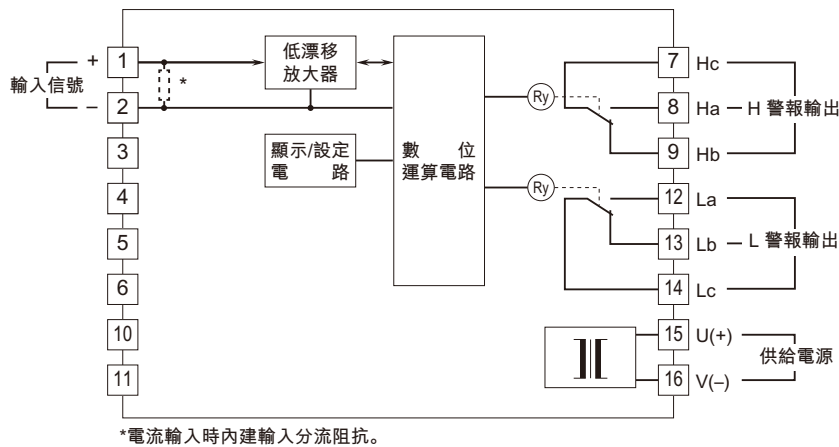 輸入信號
+
–
1
2
3
4
5
6
10
11
*
低漂移
放大器
顯示/設定
電 路
數 位
運算電路
Ry
Ry
7 Hc
8 Ha
9 Hb
H 警報輸出
12 La
13 Lb
14 Lc
L 警報輸出
15 U(+)
16 V(–)
供給電源
*電流輸入時內建輸入分流阻抗。